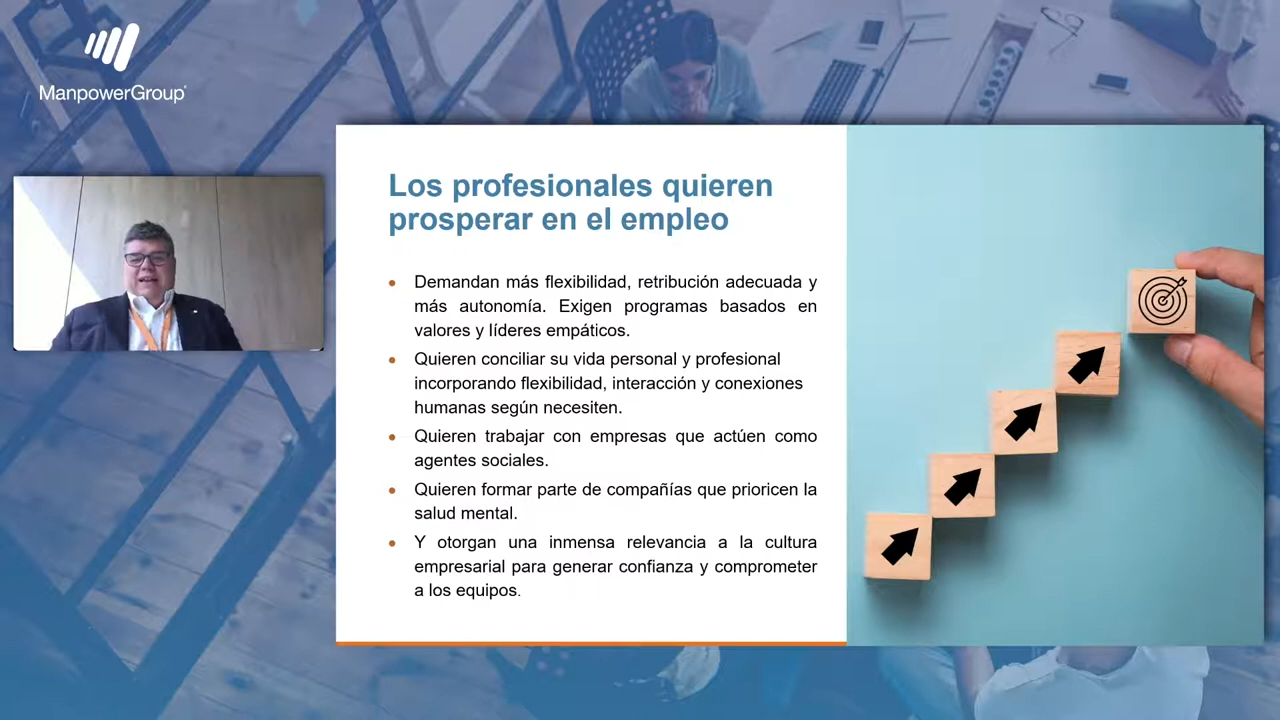 ManpowerGroup
Los profesionales quieren
prosperar en el empleo
• Demandan más flexibilidad, retribución adecuada y
más autonomía. Exigen programas basados en
valores y líderes empáticos.
• Quieren conciliar su vida personal y profesional
incorporando flexibilidad, interacción y conexiones
humanas según necesiten.
• Quieren trabajar con empresas que actúen como
agentes sociales.
• Quieren formar parte de compañías que prioricen la
salud mental.
• Y otorgan una inmensa relevancia a la cultura
empresarial para generar confianza y comprometer
a los equipos.